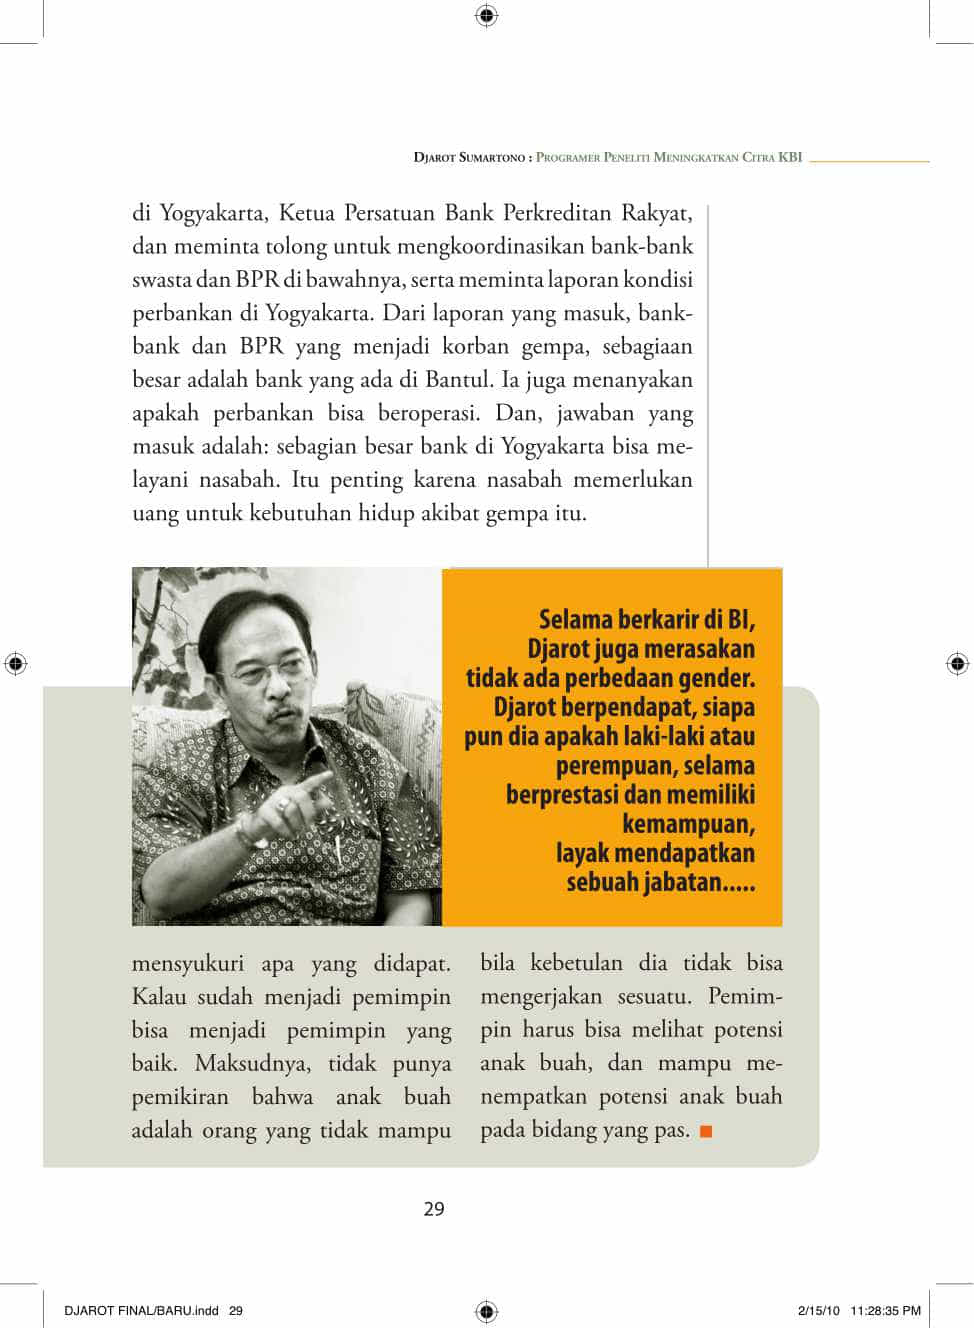 Djarot Sumartono : Programer Peneliti Meningkatkan Citra KBI
di Yogyakarta, Ketua Persatuan Bank Perkreditan Rakyat,
dan meminta tolong untuk mengkoordinasikan bank-bank
swasta dan BPR di bawahnya, serta meminta laporan kondisi
perbankan di Yogyakarta. Dari laporan yang masuk, bank-
bank dan BPR yang menjadi korban gempa, sebagiaan
besar adalah bank yang ada di Bantul. Ia juga menanyakan
apakah perbankan bisa beroperasi. Dan, jawaban yang
masuk adalah: sebagian besar bank di Yogyakarta bisa me-
layani nasabah. Itu penting karena nasabah memerlukan
uang untuk kebutuhan hidup akibat gempa itu.
Selama berkarir di BI,
Djarot juga merasakan
tidak ada perbedaan gender.
Djarot berpendapat, siapa
pun dia apakah laki-laki atau
perempuan, selama
berprestasi dan memiliki
kemampuan,
layak mendapatkan
sebuah jabatan.....
mensyukuri apa yang didapat.
Kalau sudah menjadi pemimpin
bisa menjadi pemimpin yang
baik. Maksudnya, tidak punya
pemikiran bahwa anak buah
adalah orang yang tidak mampu
bila kebetulan dia tidak bisa
mengerjakan sesuatu. Pemim-
pin harus bisa melihat potensi
anak buah, dan mampu me-
nempatkan potensi anak buah
pada bidang yang pas.
29
DJAROT FINAL/BARU.indd 29
2/15/10 11:28:35 PM